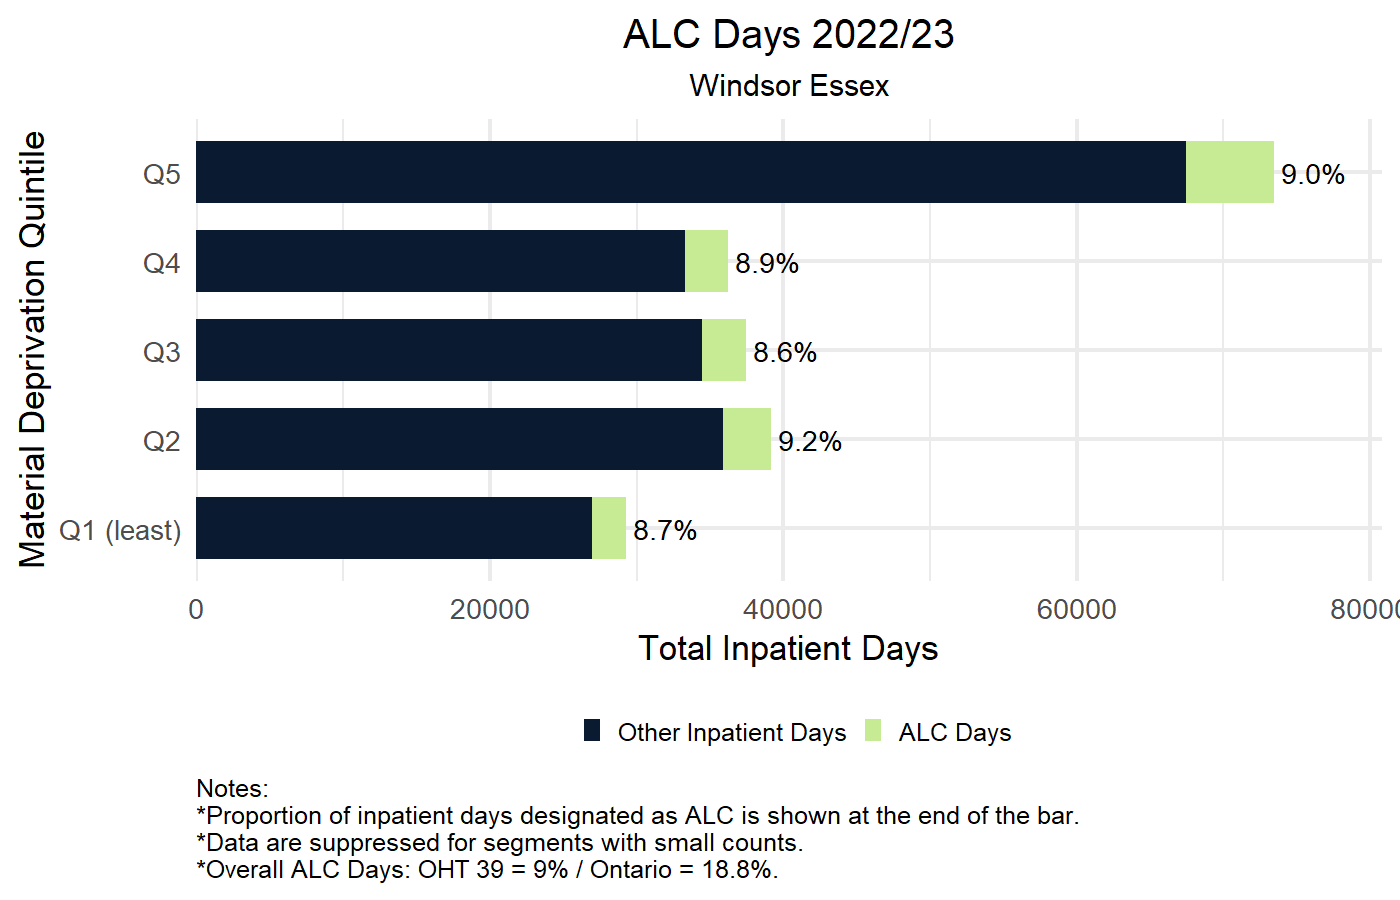 ALC Days 2022/23
Windsor Essex
Material Deprivation Quintile
Q5
9.0%
Q4
8.9%
Q3
8.6%
Q2
9.2%
Q1 (least)
8.7%
0 20000 40000 60000 80000
Total Inpatient Days
Other Inpatient Days ALC Days
Notes:
*Proportion of inpatient days designated as ALC is shown at the end of the bar.
*Data are suppressed for segments with small counts.
*Overall ALC Days: OHT 39 = 9% / Ontario = 18.8%.